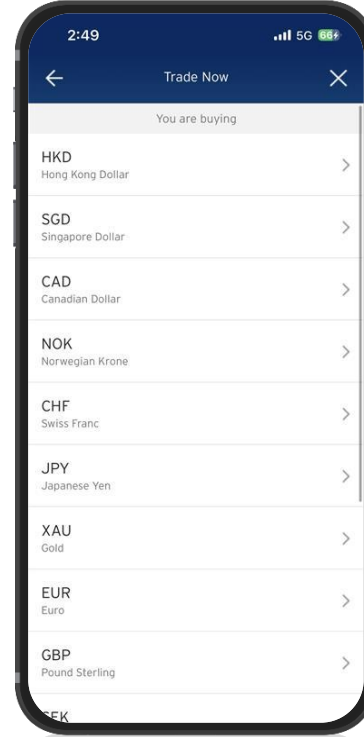 2:49 5G 66
Trade Now
You are buying
HKD
Hong Kong Dollar
SGD
Singapore Dollar
CAD
Canadian Dollar
NOK
Norwegian Krone
CHF
Swiss Franc
JPY
Japanese Yen
XAU
Gold
EUR
Euro
GBP
Pound Sterling
SEK